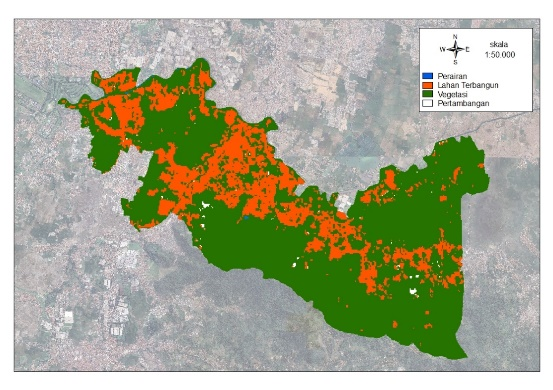 N
W E
S
skala
1:50.000
Perairan
Lahan Terbangun
Vegetasi
Pertambangan